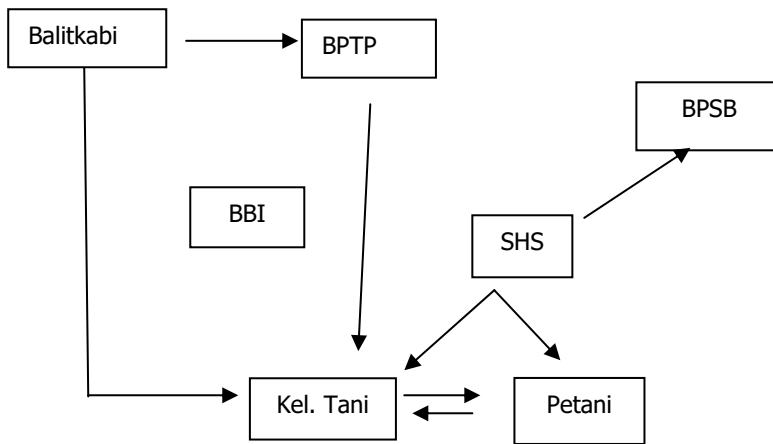 Balitkabi
BPTP
BPSB
BBI
SHS
Kel. Tani
Petani